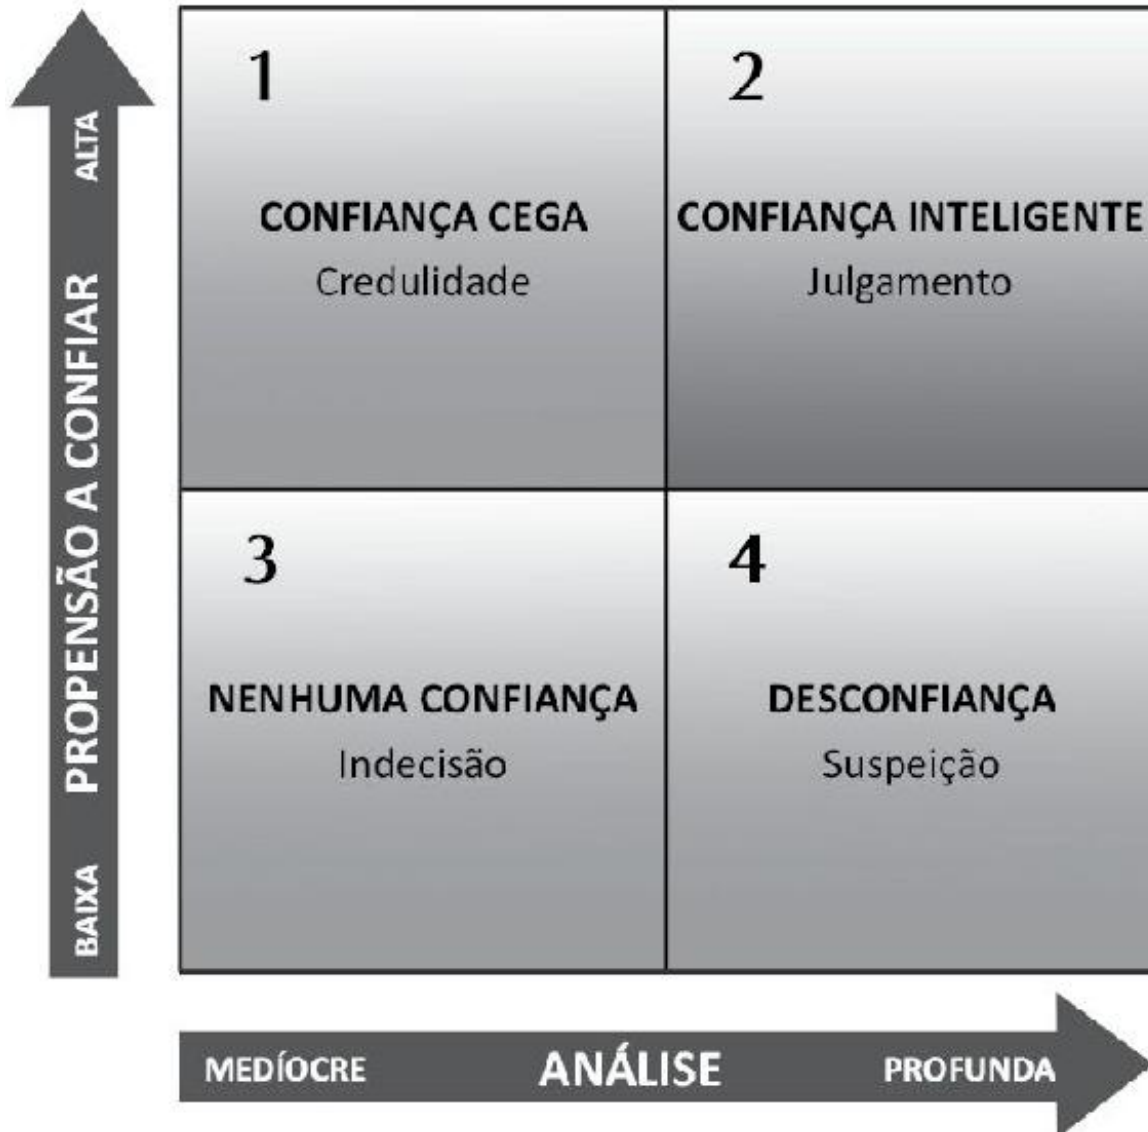 ALTA
PROPENSÃO A CONFIAR
BAIXA
1
CONFIANÇA CEGA
Credulidade
2
CONFIANÇA INTELIGENTE
Julgamento
3
NENHUMA CONFIANÇA
Indecisão
4
DESCONFIANÇA
Suspeição
MEDÍOCRE ANÁLISE PROFUNDA